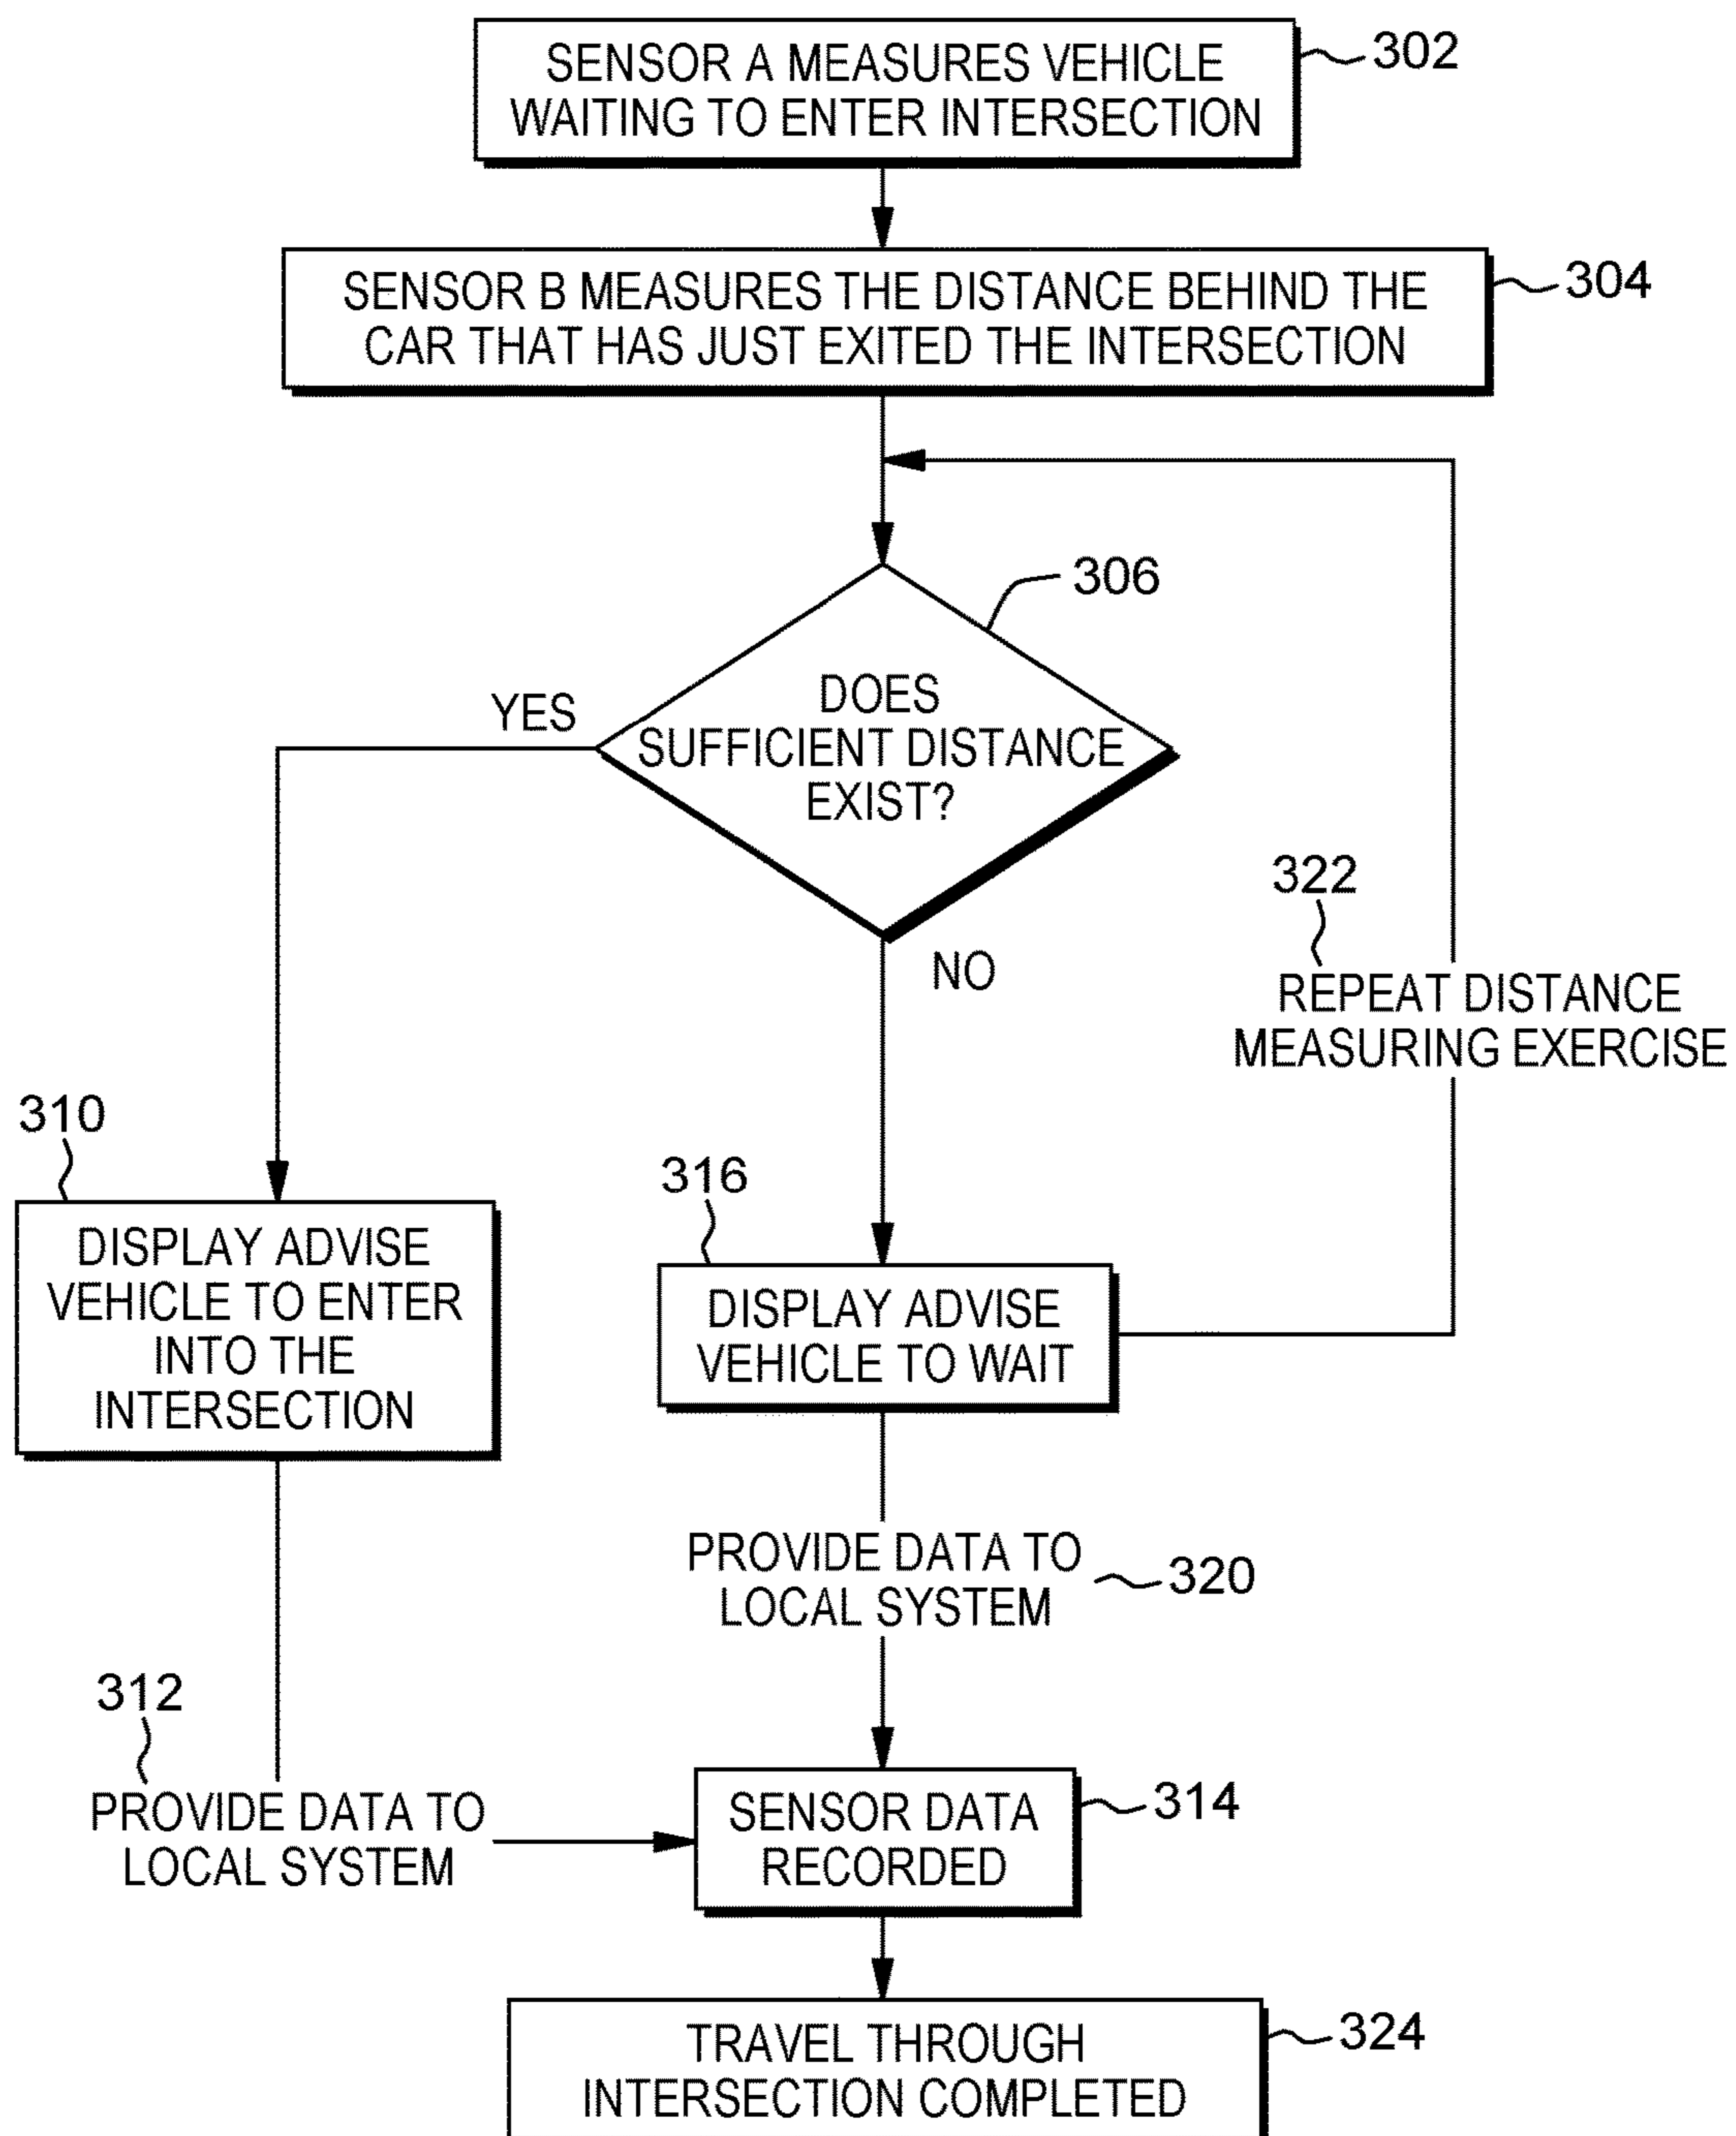 SENSOR A MEASURES VEHICLE
WAITING TO ENTER INTERSECTION
302
SENSOR B MEASURES THE DISTANCE BEHIND THE
CAR THAT HAS JUST EXITED THE INTERSECTION
304
306
DOES
SUFFICIENT DISTANCE
EXIST?
YES
NO
322
REPEAT DISTANCE
MEASURING EXERCISE
310
DISPLAY ADVISE
VEHICLE TO ENTER
INTO THE
INTERSECTION
316
DISPLAY ADVISE
VEHICLE TO WAIT
PROVIDE DATA TO
LOCAL SYSTEM
320
312
PROVIDE DATA TO
LOCAL SYSTEM
SENSOR DATA
RECORDED
314
TRAVEL THROUGH
INTERSECTION COMPLETED
324